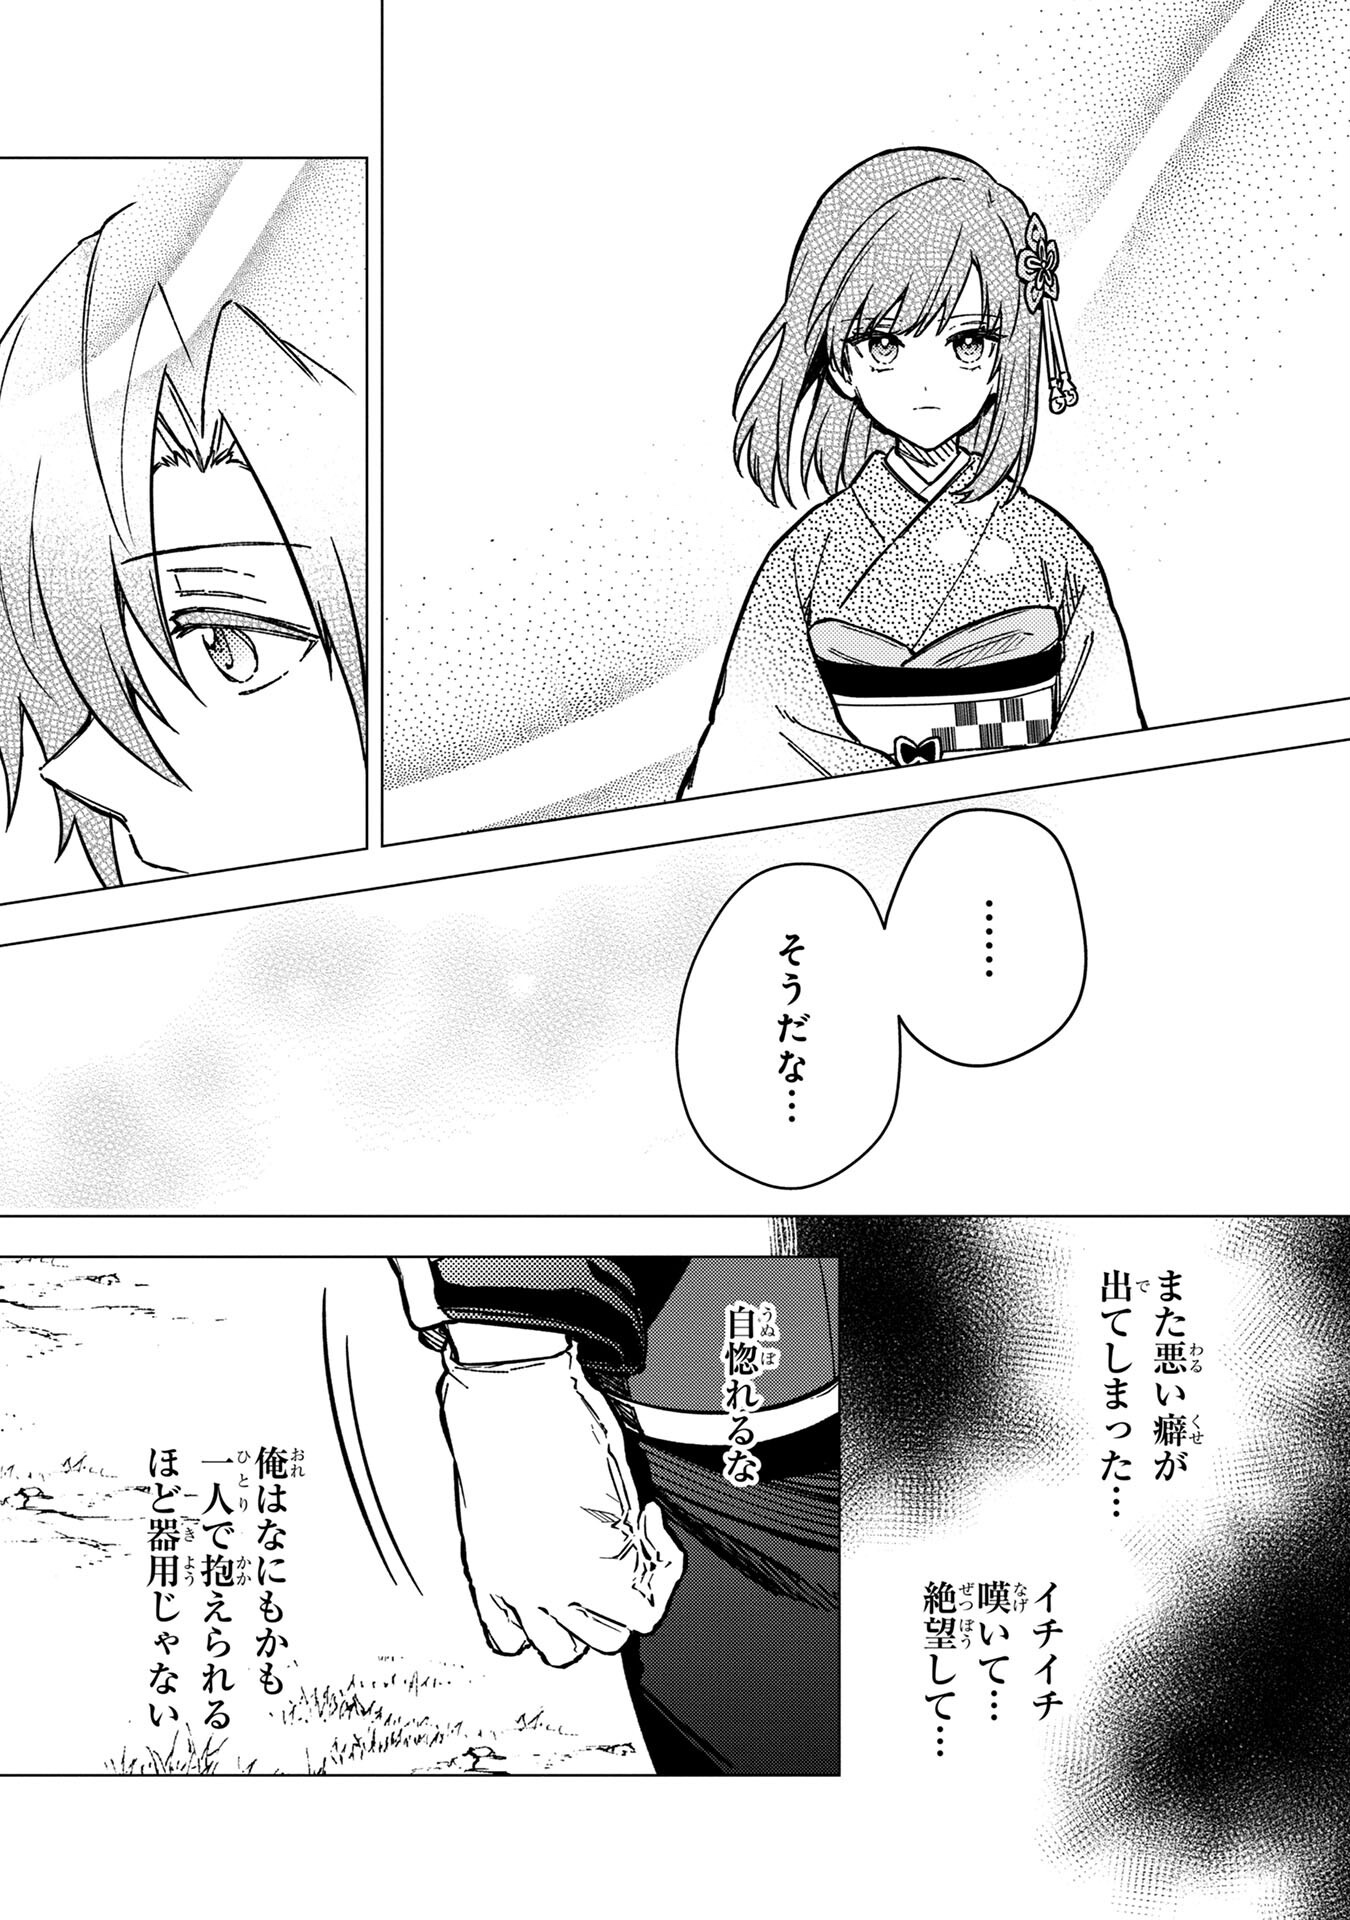 ……
そうだな…
また悪い癖が
出てしまった…
イチイチ
嘆いて…
絶望して…
自惚れるな
俺はなにもかも
一人で抱えられる
ほど器用じゃない